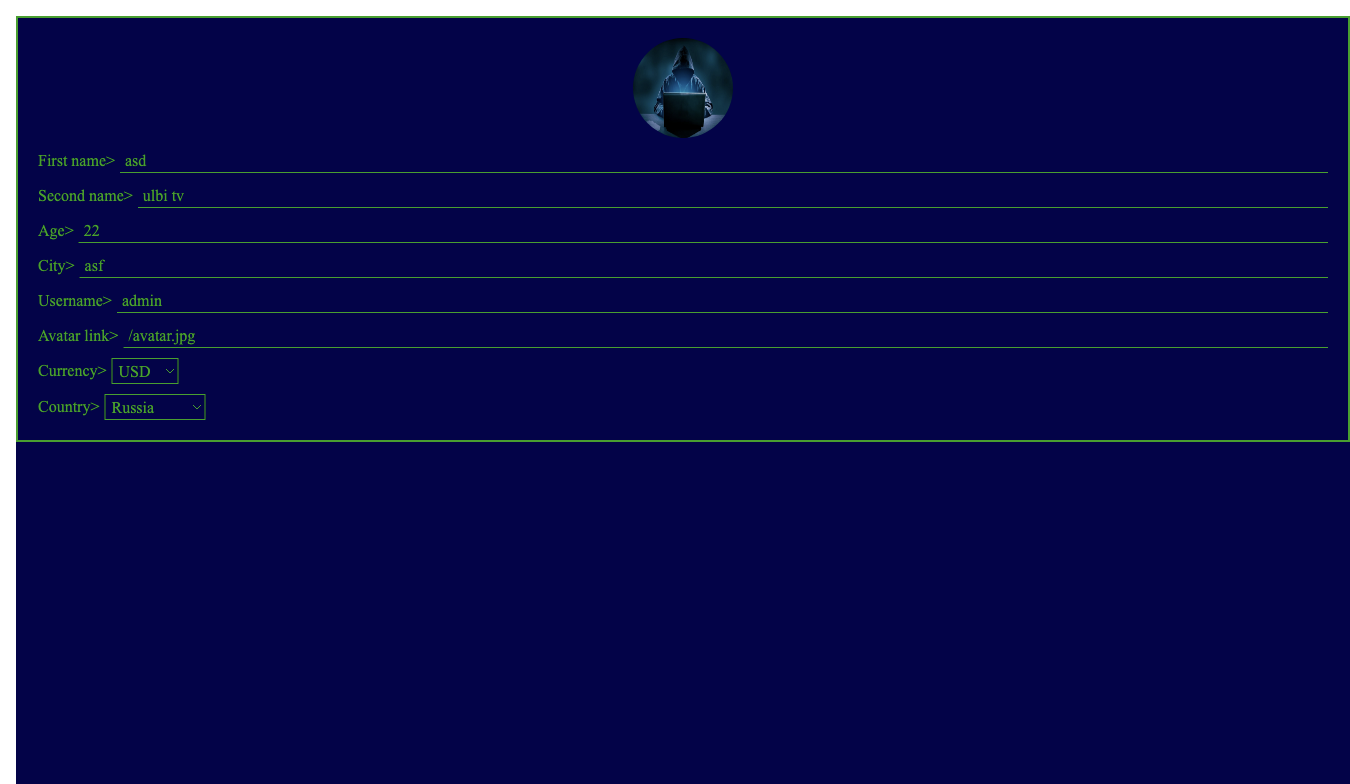 First name> asd
Second name> ulbi tv
Age> 22
City> asf
Username> admin
Avatar link> /avatar.jpg
Currency> USD
Country> Russia